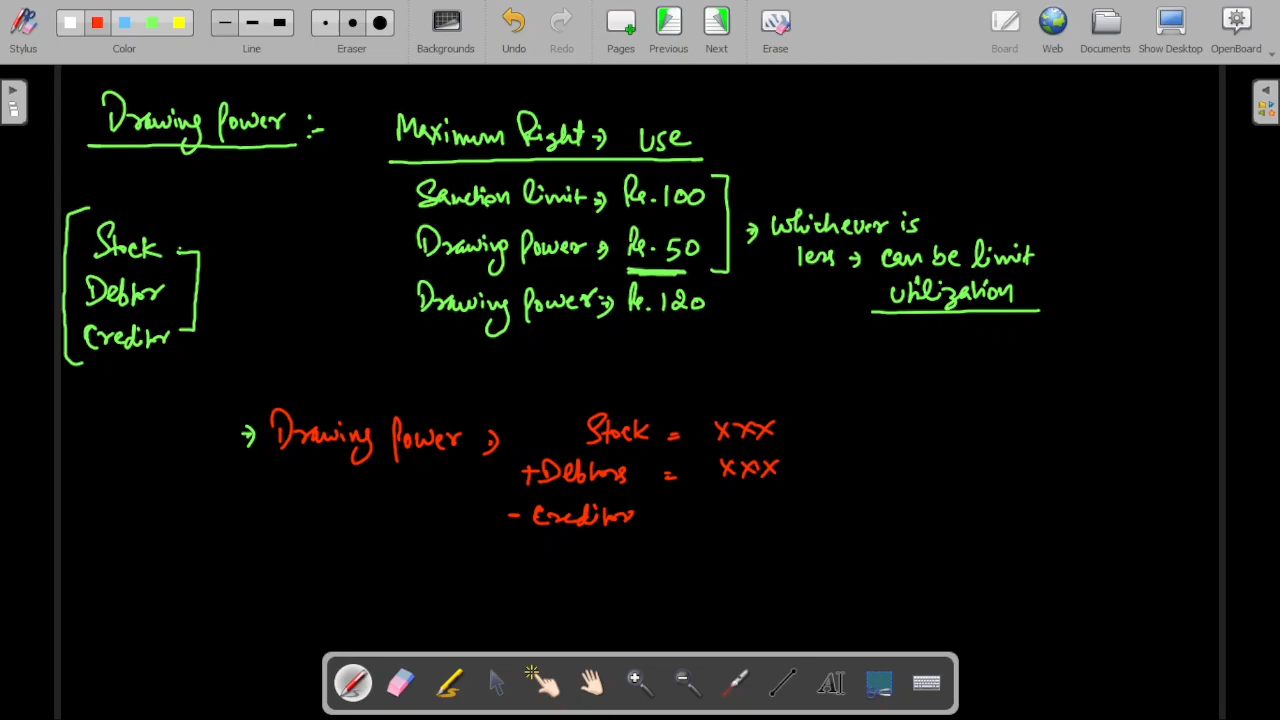 Stylus
Color
Line
Eraser
Backgrounds
Undo
Redo
Pages
Previous
Next
Erase
Board
Web
Documents
Show Desktop
OpenBoard
Drawing Power :-
Maximum Right → USE
Sanction limit → Rs. 100
Drawing Power → Rs. 50
Drawing Power → Rs. 120
→ Whichever is
less → can be limit
utilization
Stock
Debtor
Creditor
→ Drawing Power → Stock = XXX
+ Debtors = XXX
- Creditor
AI